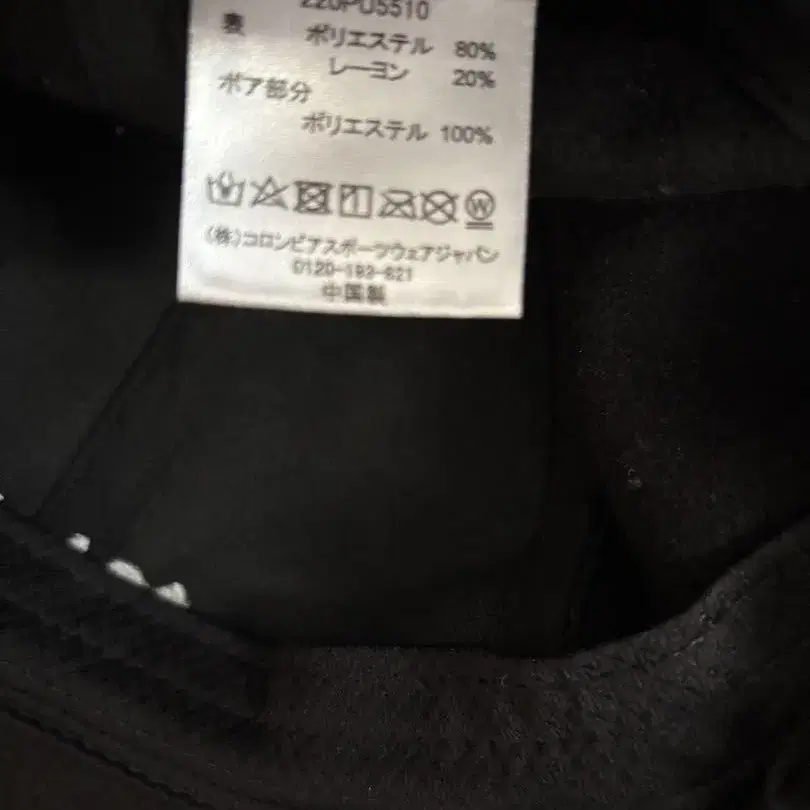 220PU5510
表 ポリエステル 80%
レーヨン 20%
ボア部分
ポリエステル 100%
W
(株)コロンビアスポーツウェアジャパン
0120-193-821
中国製